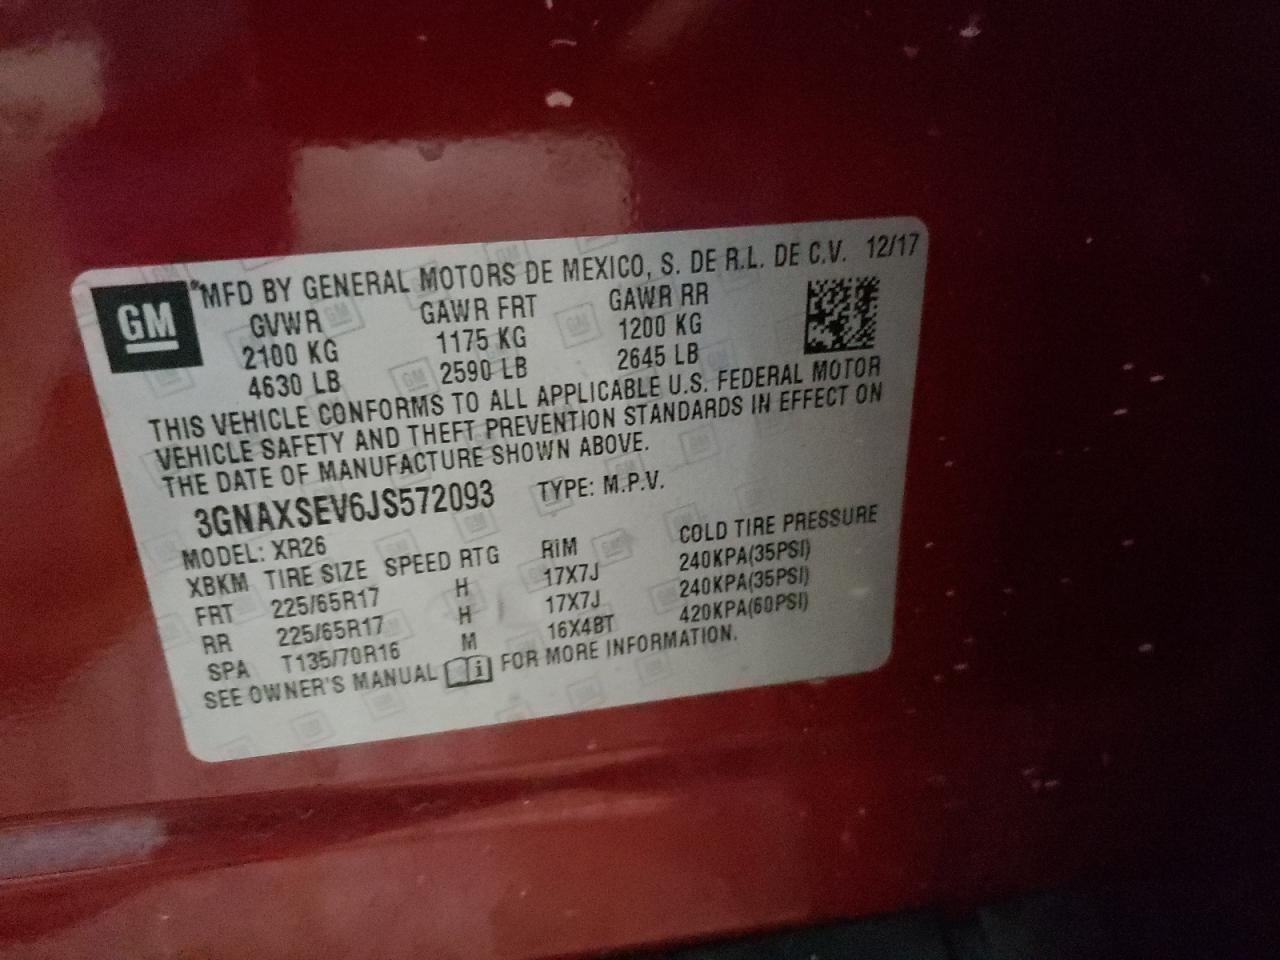 GM
*MFD BY GENERAL MOTORS DE MEXICO, S. DE R.L. DE C.V. 12/17
GVWR GAWR FRT GAWR RR
2100 KG 1175 KG 1200 KG
4630 LB 2590 LB 2645 LB
THIS VEHICLE CONFORMS TO ALL APPLICABLE U.S. FEDERAL MOTOR
VEHICLE SAFETY AND THEFT PREVENTION STANDARDS IN EFFECT ON
THE DATE OF MANUFACTURE SHOWN ABOVE.
3GNAXSEV6JS572093 TYPE: M.P.V.
MODEL: XR26
XBKM TIRE SIZE SPEED RTG RIM COLD TIRE PRESSURE
FRT 225/65R17 H 17X7J 240KPA(35PSI)
RR 225/65R17 H 17X7J 240KPA(35PSI)
SPA T135/70R16 M 16X4BT 420KPA(60PSI)
SEE OWNER'S MANUAL i FOR MORE INFORMATION.